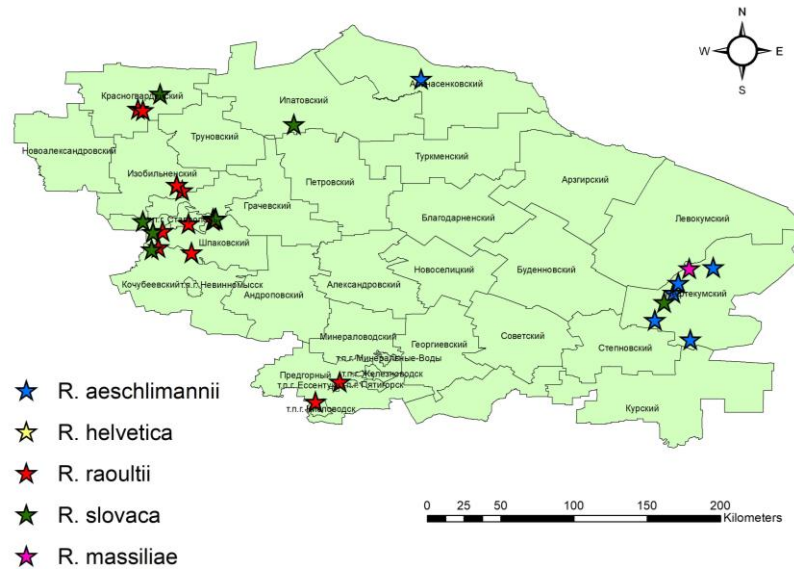 N
W E
S
Красногвардейский
Апанасенковский
Ипатовский
Труновский
Новоалександровский
Туркменский
Изобильненский
Петровский
Арзгирский
Грачевский
Благодарненский
Левокумский
Шпаковский
Новоселицкий
Буденновский
Кочубеевский т.п.г. Невинномысск
Александровский
Андроповский
Минераловодский
Георгиевский
Советский
Степновский
т.п.г. Минеральные-Воды
Предгорный
т.п.г. Железноводск
т.п.г. Ессентуки
т.п.г. Пятигорск
т.п.г. Кисловодск
Курский
R. aeschlimannii
R. helvetica
R. raoultii
R. slovaca
R. massiliae
0 50 100 150 200
Kilometers